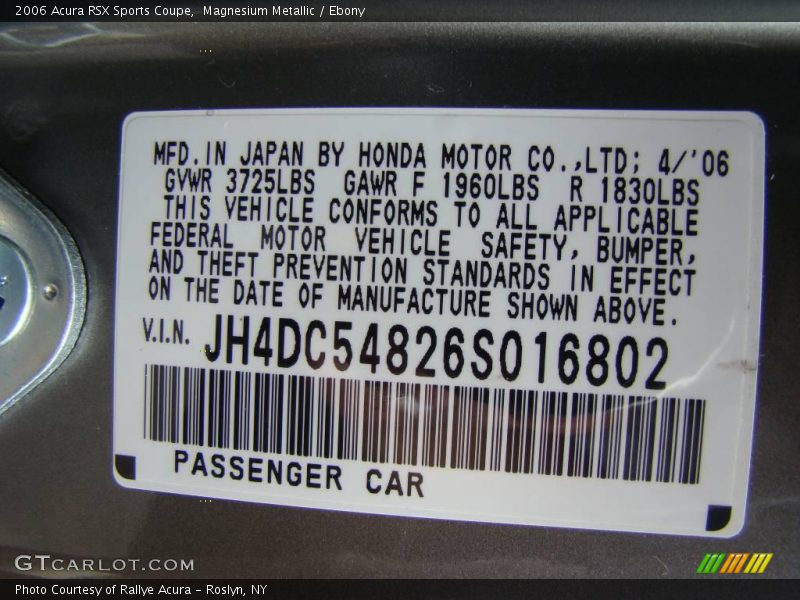 2006 Acura RSX Sports Coupe,  Magnesium Metallic / Ebony
MFD. IN JAPAN BY HONDA MOTOR CO.,LTD; 4/'06
GVWR 3725LBS GAWR F 1960LBS R 1830LBS
THIS VEHICLE CONFORMS TO ALL APPLICABLE
FEDERAL MOTOR VEHICLE SAFETY, BUMPER,
AND THEFT PREVENTION STANDARDS IN EFFECT
ON THE DATE OF MANUFACTURE SHOWN ABOVE.
V.I.N. JH4DC54826S016802
PASSENGER CAR
GTCARLOT.COM
Photo Courtesy of Rallye Acura – Roslyn, NY